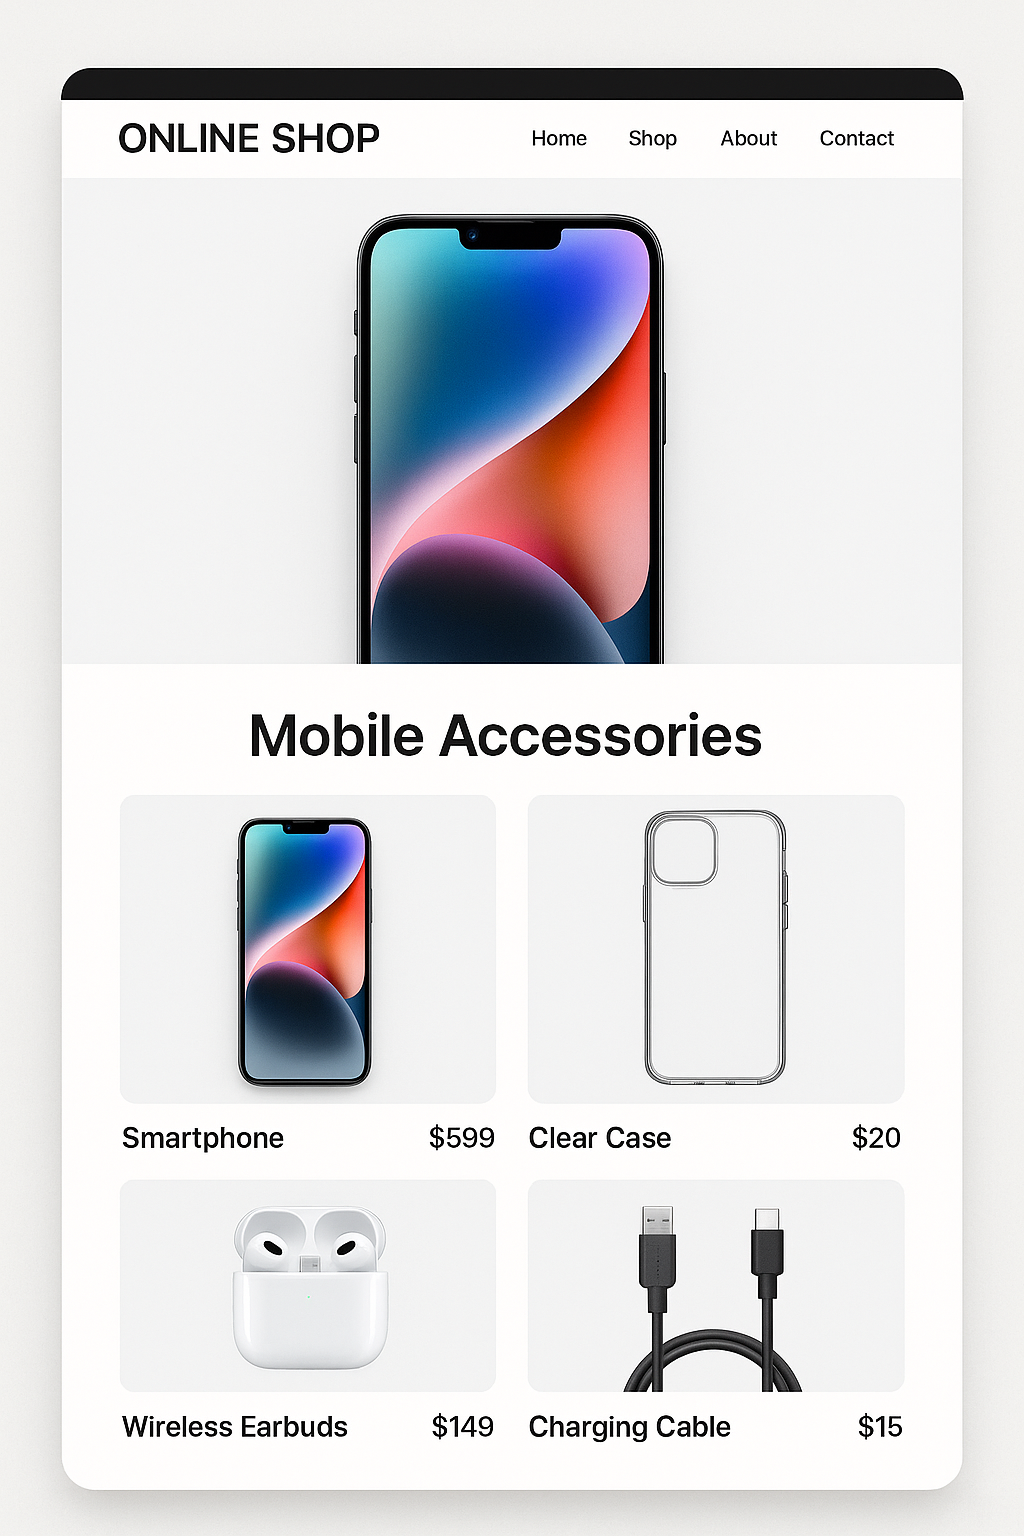 ONLINE SHOP Home Shop About Contact
Mobile Accessories
Smartphone $599 Clear Case $20
Wireless Earbuds $149 Charging Cable $15